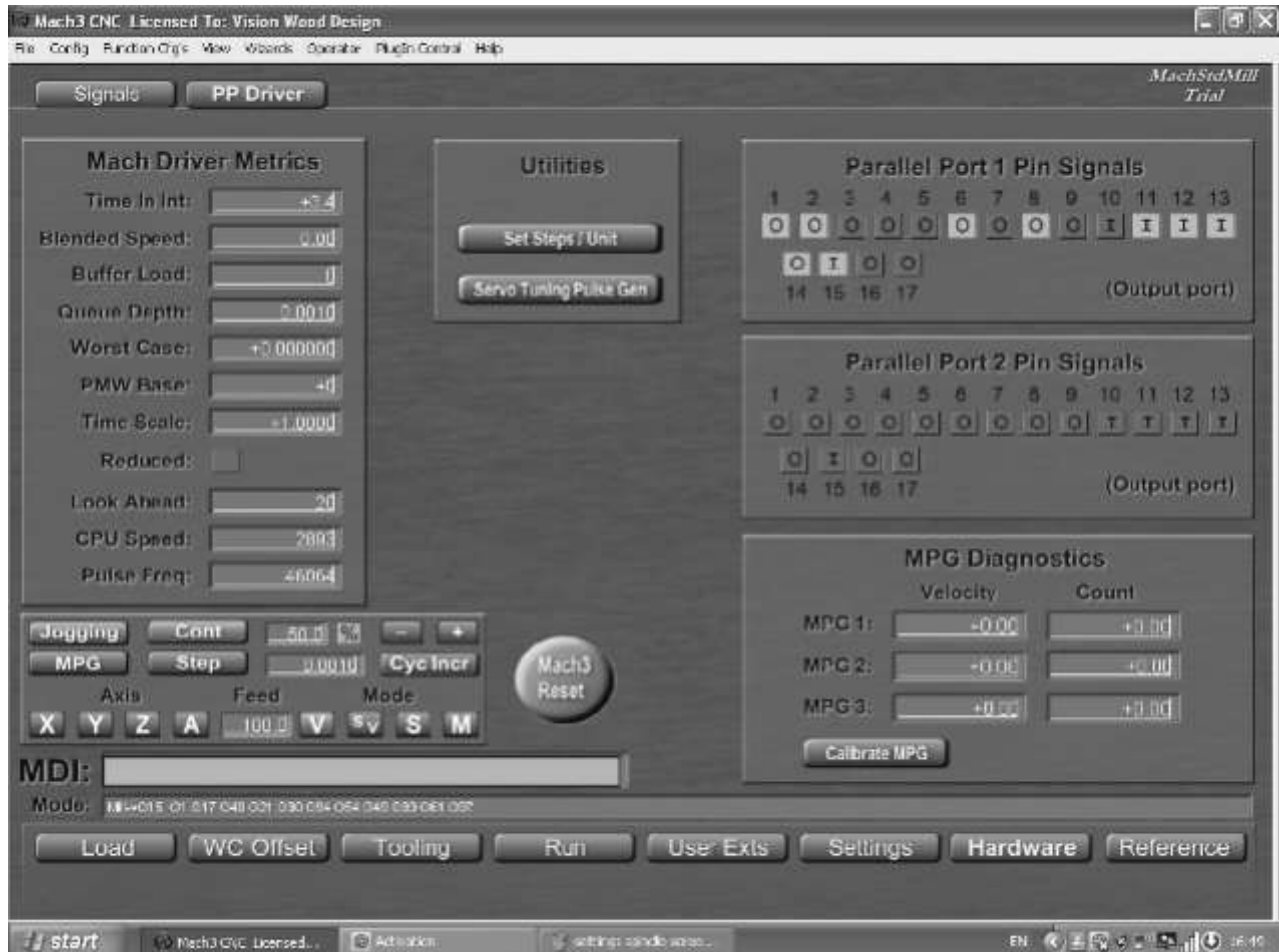 Mach3 CNC Licensed To: Vision Wood Design
File Config Function Cfg's View Wizards Operator PlugIn Control Help
Signals PP Driver
MachStdMill
Trial
Mach Driver Metrics
Time In Int:
Blended Speed: 0.00
Buffer Load: 0
Queue Depth: 0.0010
Worst Case: +0.000000
PMW Base: +0
Time Scale: +1.0000
Reduced:
Look Ahead: 20
CPU Speed: 2893
Pulse Freq: 46064
Utilities
Set Steps / Unit
Servo Tuning Pulse Gen
Parallel Port 1 Pin Signals
1 2 3 4 5 6 7 8 9 10 11 12 13
O O O O O O O O O I I I I
O I O O
14 15 16 17 (Output port)
Parallel Port 2 Pin Signals
1 2 3 4 5 6 7 8 9 10 11 12 13
O O O O O O O O O I I I I
O I O O
14 15 16 17 (Output port)
MPG Diagnostics
Velocity Count
MPG 1: +0.00 +0.00
MPG 2: +0.00 +0.00
MPG 3: +0.00 +0.00
Calibrate MPG
Jogging Cont 50.0 % - +
MPG Step 0.0010 Cyc Incr
Axis Feed Mode
X Y Z A 100.0 V S V S M
Mach3
Reset
MDI:
Mode:
Load WC Offset Tooling Run User Exts Settings Hardware Reference
start Mach3 CNC Licensed... Activation EN